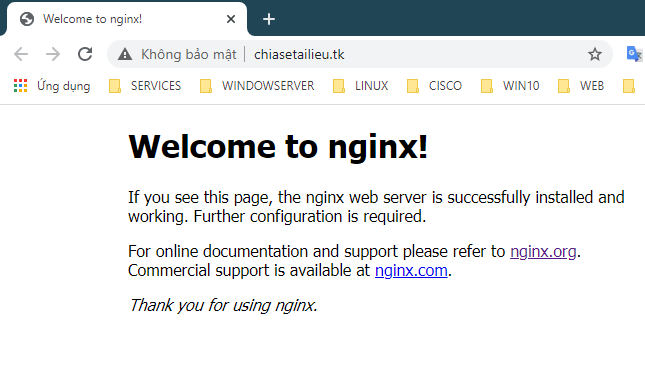 Welcome to nginx!
Không bảo mật | chiasetailieu.tk
Ứng dụng SERVICES WINDOWSERVER LINUX CISCO WIN10 WEB
Welcome to nginx!
If you see this page, the nginx web server is successfully installed and
working. Further configuration is required.
For online documentation and support please refer to nginx.org.
Commercial support is available at nginx.com.
Thank you for using nginx.